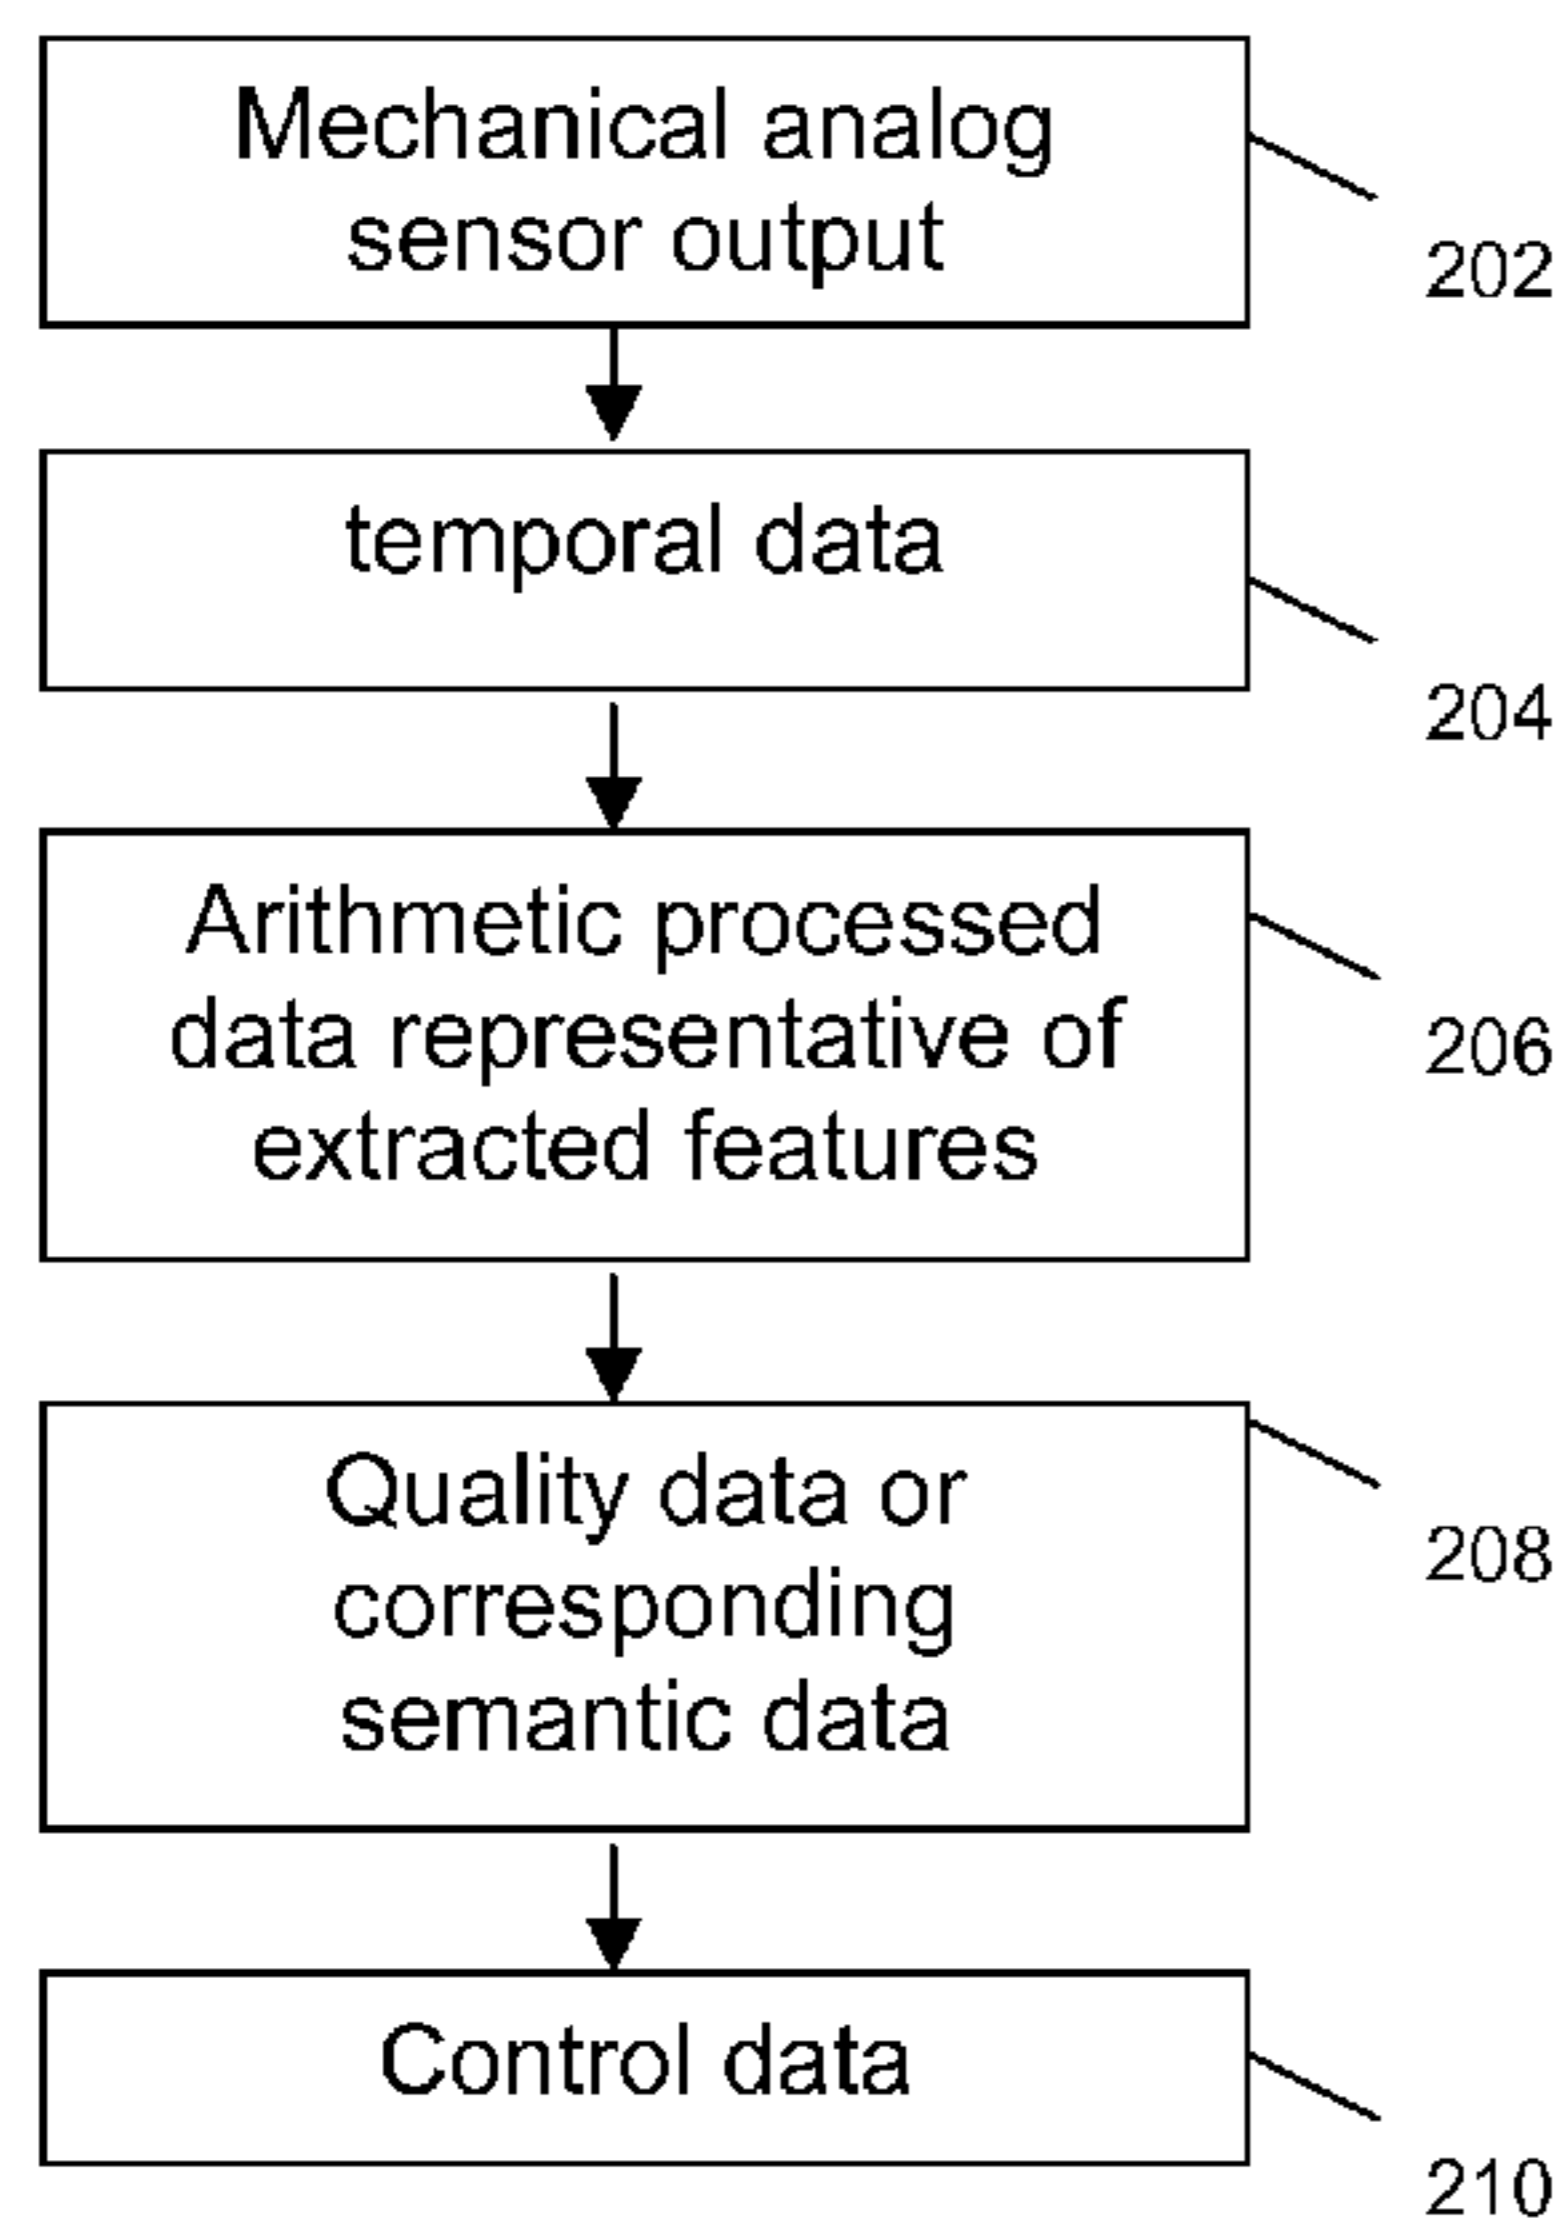 Mechanical analog
sensor output
202
temporal data
204
Arithmetic processed
data representative of
extracted features
206
Quality data or
corresponding
semantic data
208
Control data
210